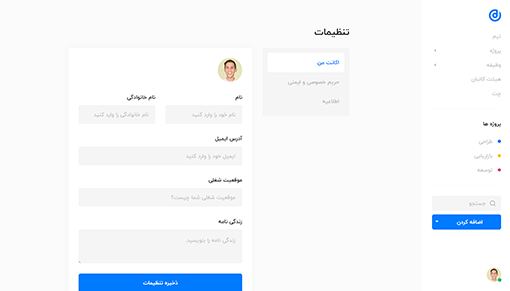 تیم
پروژه
وظیفه
هیئت کانبان
چت
پروژه ها
طراحی
بازاریابی
توسعه
جستجو
اضافه کردن
تنظیمات
اکانت من
حریم خصوصی و ایمنی
اطلاعیه
نام
نام خانوادگی
نام خود را وارد کنید
نام خانوادگی را وارد کنید
آدرس ایمیل
ایمیل خود را وارد کنید
موقعیت شغلی
موقعیت شغلی شما چیست؟
زندگی نامه
زندگی نامه را بنویسید.
ذخیره تنظیمات